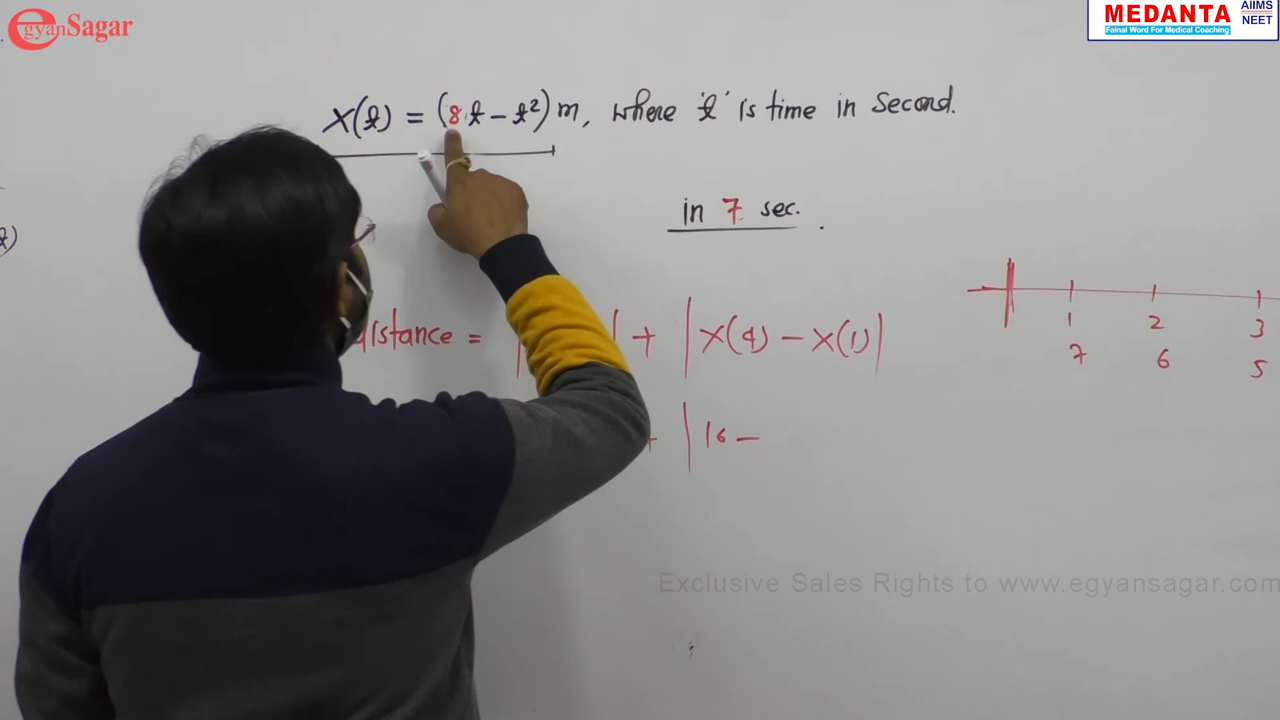 egyanSagar
MEDANTA
AIIMS
NEET
Fainal Word For Medical Coaching
X(t) = (8t - t²) m, where 't' is time in second.
in 7 sec.
t)
distance = | | + | X(4) - X(1) |
+ | 16 -
1 2 3
7 6 5
Exclusive Sales Rights to www.egyansagar.com